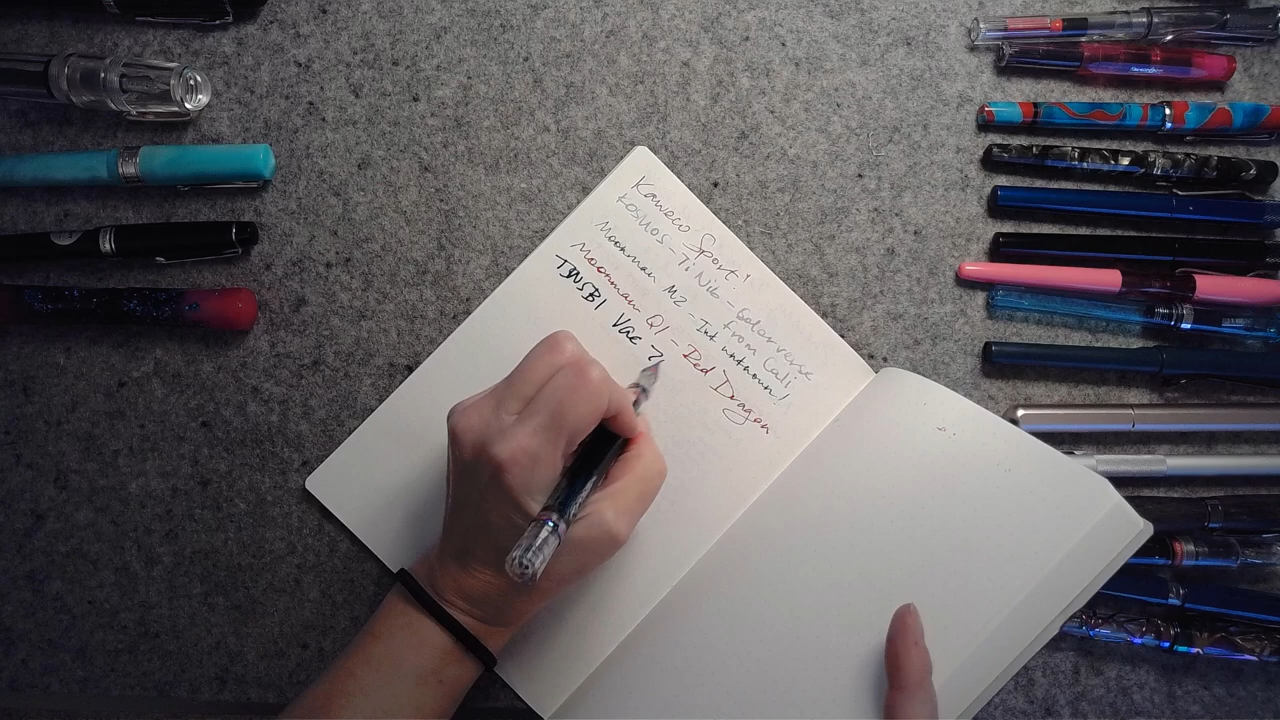 Kaweco Sport!
Kosmos - Ti Nib - Colorverse
from Cali
Moonman M2 - Ink unknown!
Moonman Q1 - Red Dragon
TWSBI Vac 7